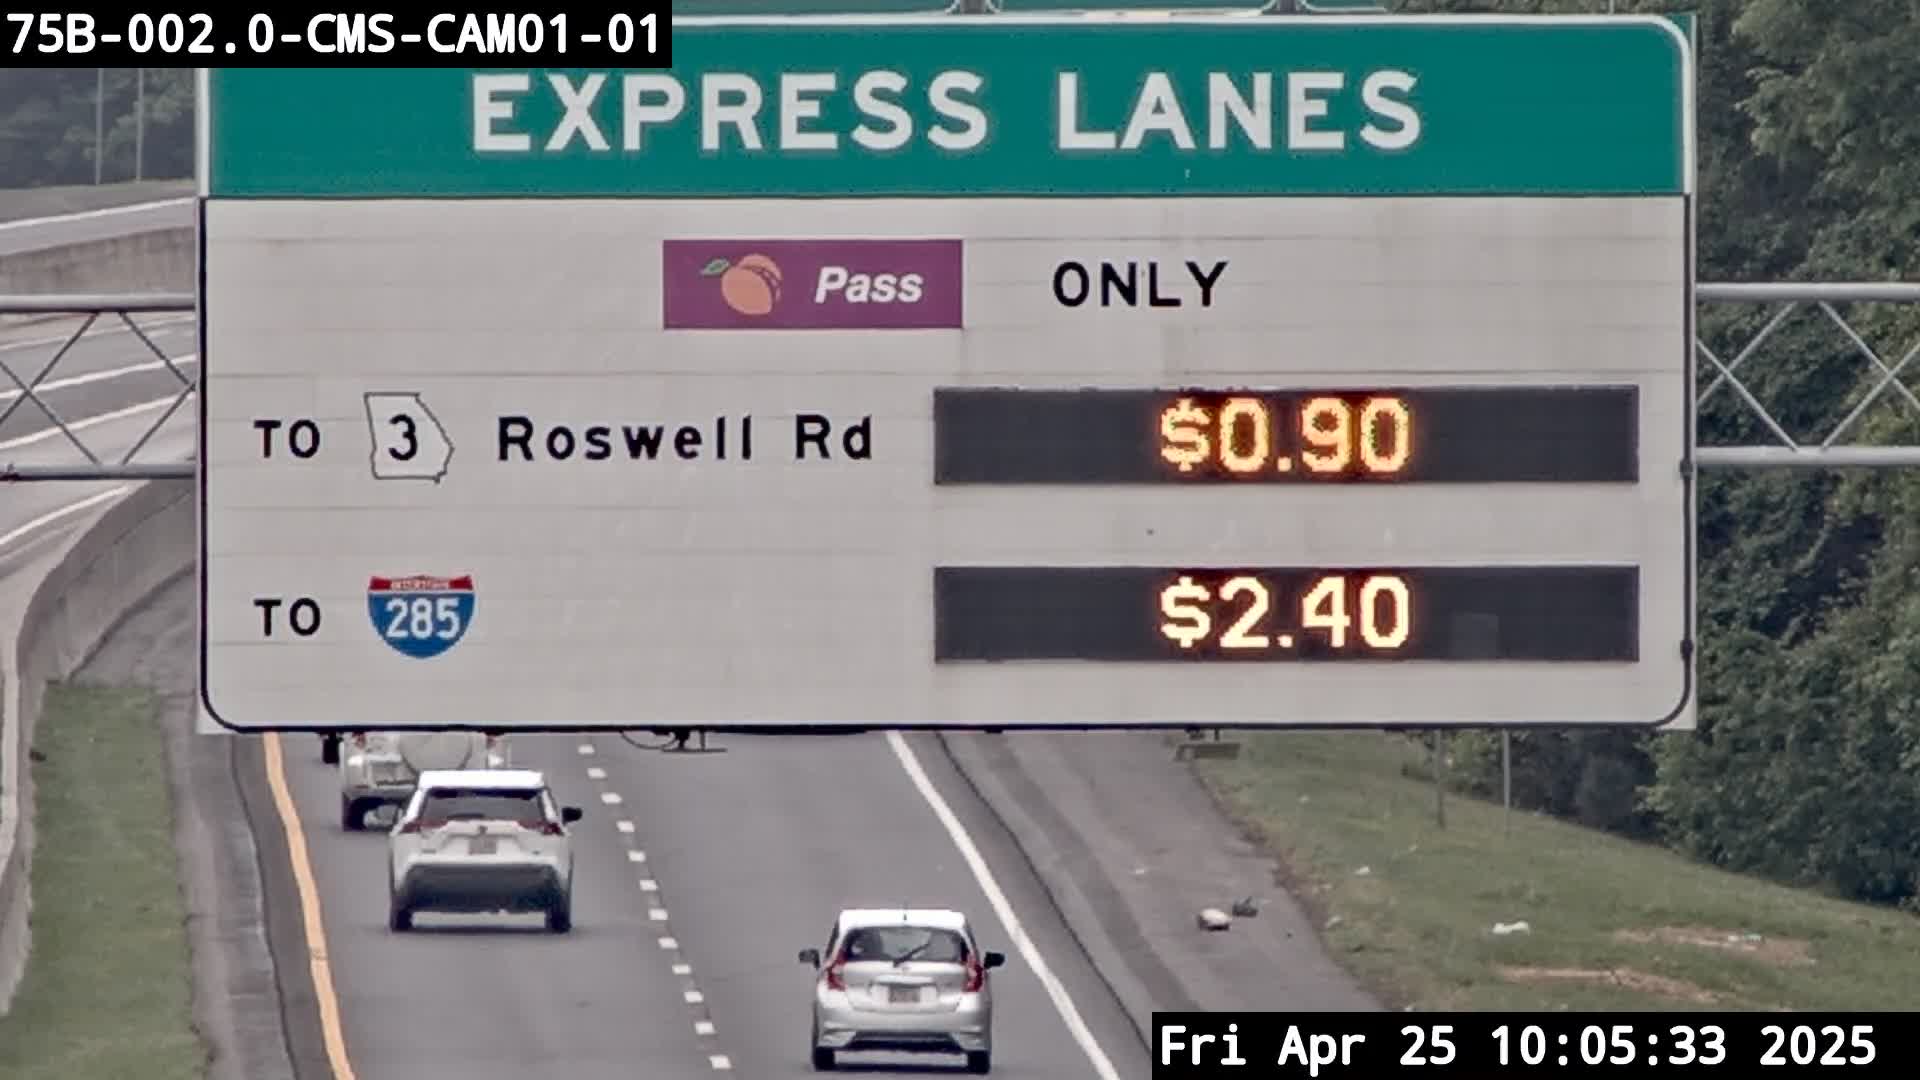 75B-002.0-CMS-CAM01-01
EXPRESS LANES
Pass ONLY
TO 3 Roswell Rd $0.90
INTERSTATE
TO 285 $2.40
Fri Apr 25 10:05:33 2025